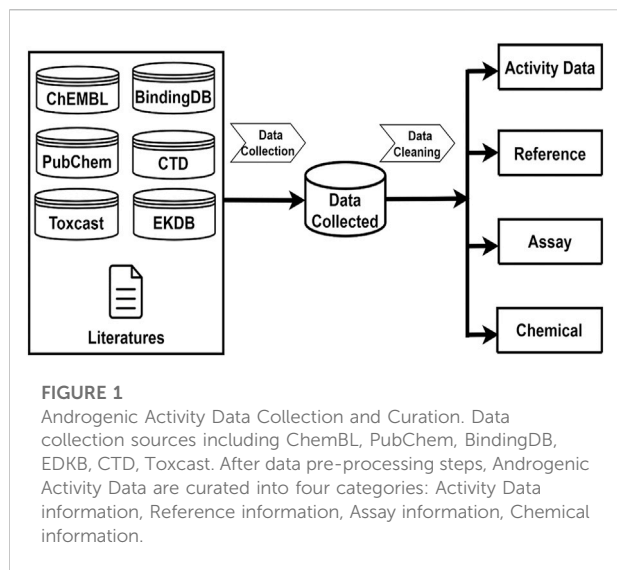 ChEMBL
BindingDB
PubChem
CTD
Toxcast
EKDB
Literatures
Data
Collection
Data
Collected
Data
Cleaning
Activity Data
Reference
Assay
Chemical
FIGURE 1
Androgenic Activity Data Collection and Curation. Data
collection sources including ChemBL, PubChem, BindingDB,
EDKB, CTD, Toxcast. After data pre-processing steps, Androgenic
Activity Data are curated into four categories: Activity Data
information, Reference information, Assay information, Chemical
information.